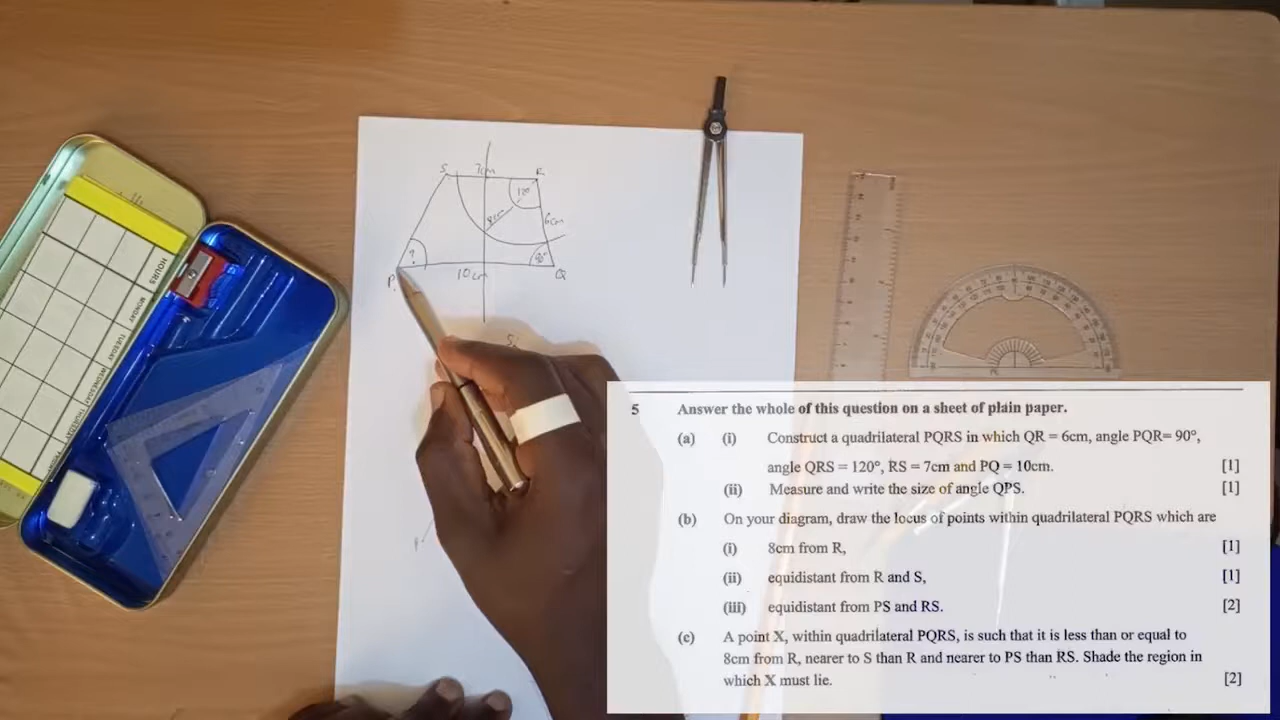 S 7cm R
120°
8cm
6cm
?
90°
P 10cm Q
S
P
HOURS
MONDAY
TUESDAY
WEDNESDAY
5 Answer the whole of this question on a sheet of plain paper.
(a) (i) Construct a quadrilateral PQRS in which QR = 6cm, angle PQR= 90°,
angle QRS = 120°, RS = 7cm and PQ = 10cm. [1]
(ii) Measure and write the size of angle QPS. [1]
(b) On your diagram, draw the locus of points within quadrilateral PQRS which are
(i) 8cm from R, [1]
(ii) equidistant from R and S, [1]
(iii) equidistant from PS and RS. [2]
(c) A point X, within quadrilateral PQRS, is such that it is less than or equal to
8cm from R, nearer to S than R and nearer to PS than RS. Shade the region in
which X must lie. [2]